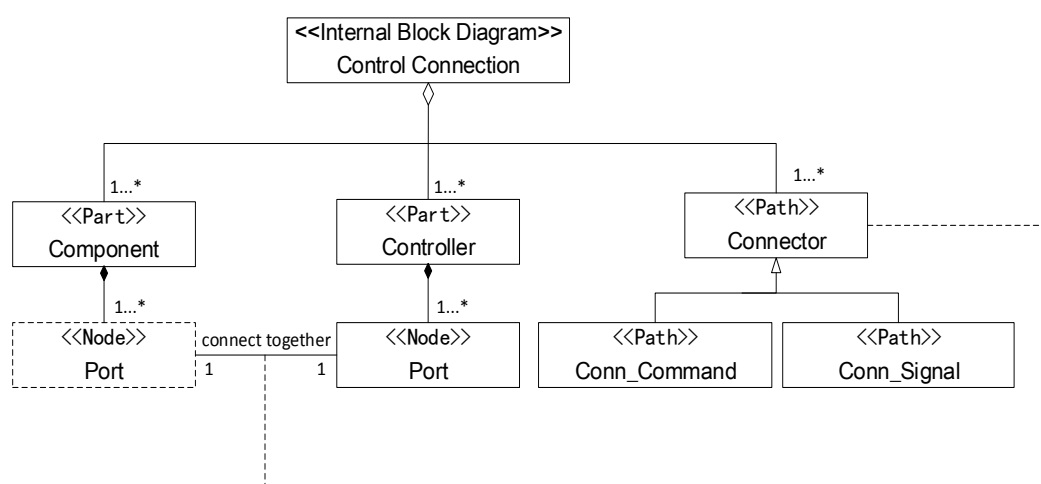 <<Internal Block Diagram>>
Control Connection
1...*
1...*
1...*
<<Part>>
Component
<<Part>>
Controller
<<Path>>
Connector
1...*
1...*
<<Node>>
Port
connect together
1
1
<<Node>>
Port
<<Path>>
Conn_Command
<<Path>>
Conn_Signal